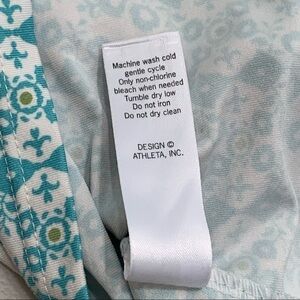 Machine wash cold
gentle cycle
Only non-chlorine
bleach when needed
Tumble dry low
Do not iron
Do not dry clean
DESIGN ©
ATHLETA, INC.